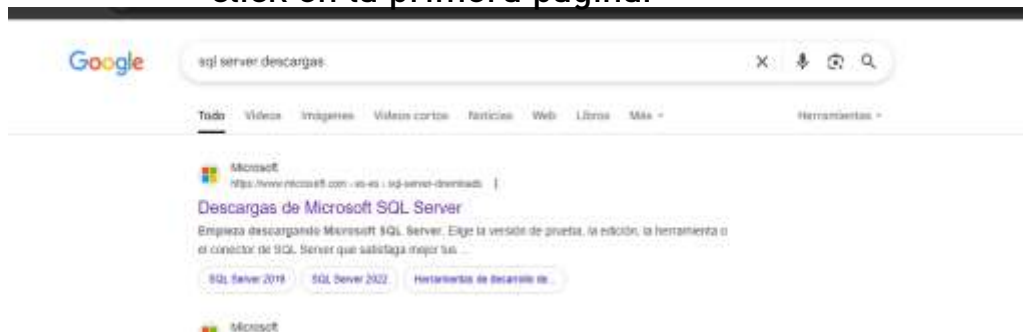 click en la primera página.
Google
sql server descargas
Todo Vídeos Imágenes Vídeos cortos Noticias Web Libros Más Herramientas
Microsoft
https://www.microsoft.com › es-es › sql-server-downloads
Descargas de Microsoft SQL Server
Empieza descargando Microsoft SQL Server. Elige la versión de prueba, la edición, la herramienta o
el conector de SQL Server que satisfaga mejor tus ...
SQL Server 2019 SQL Server 2022 Herramientas de desarrollo de...
Microsoft